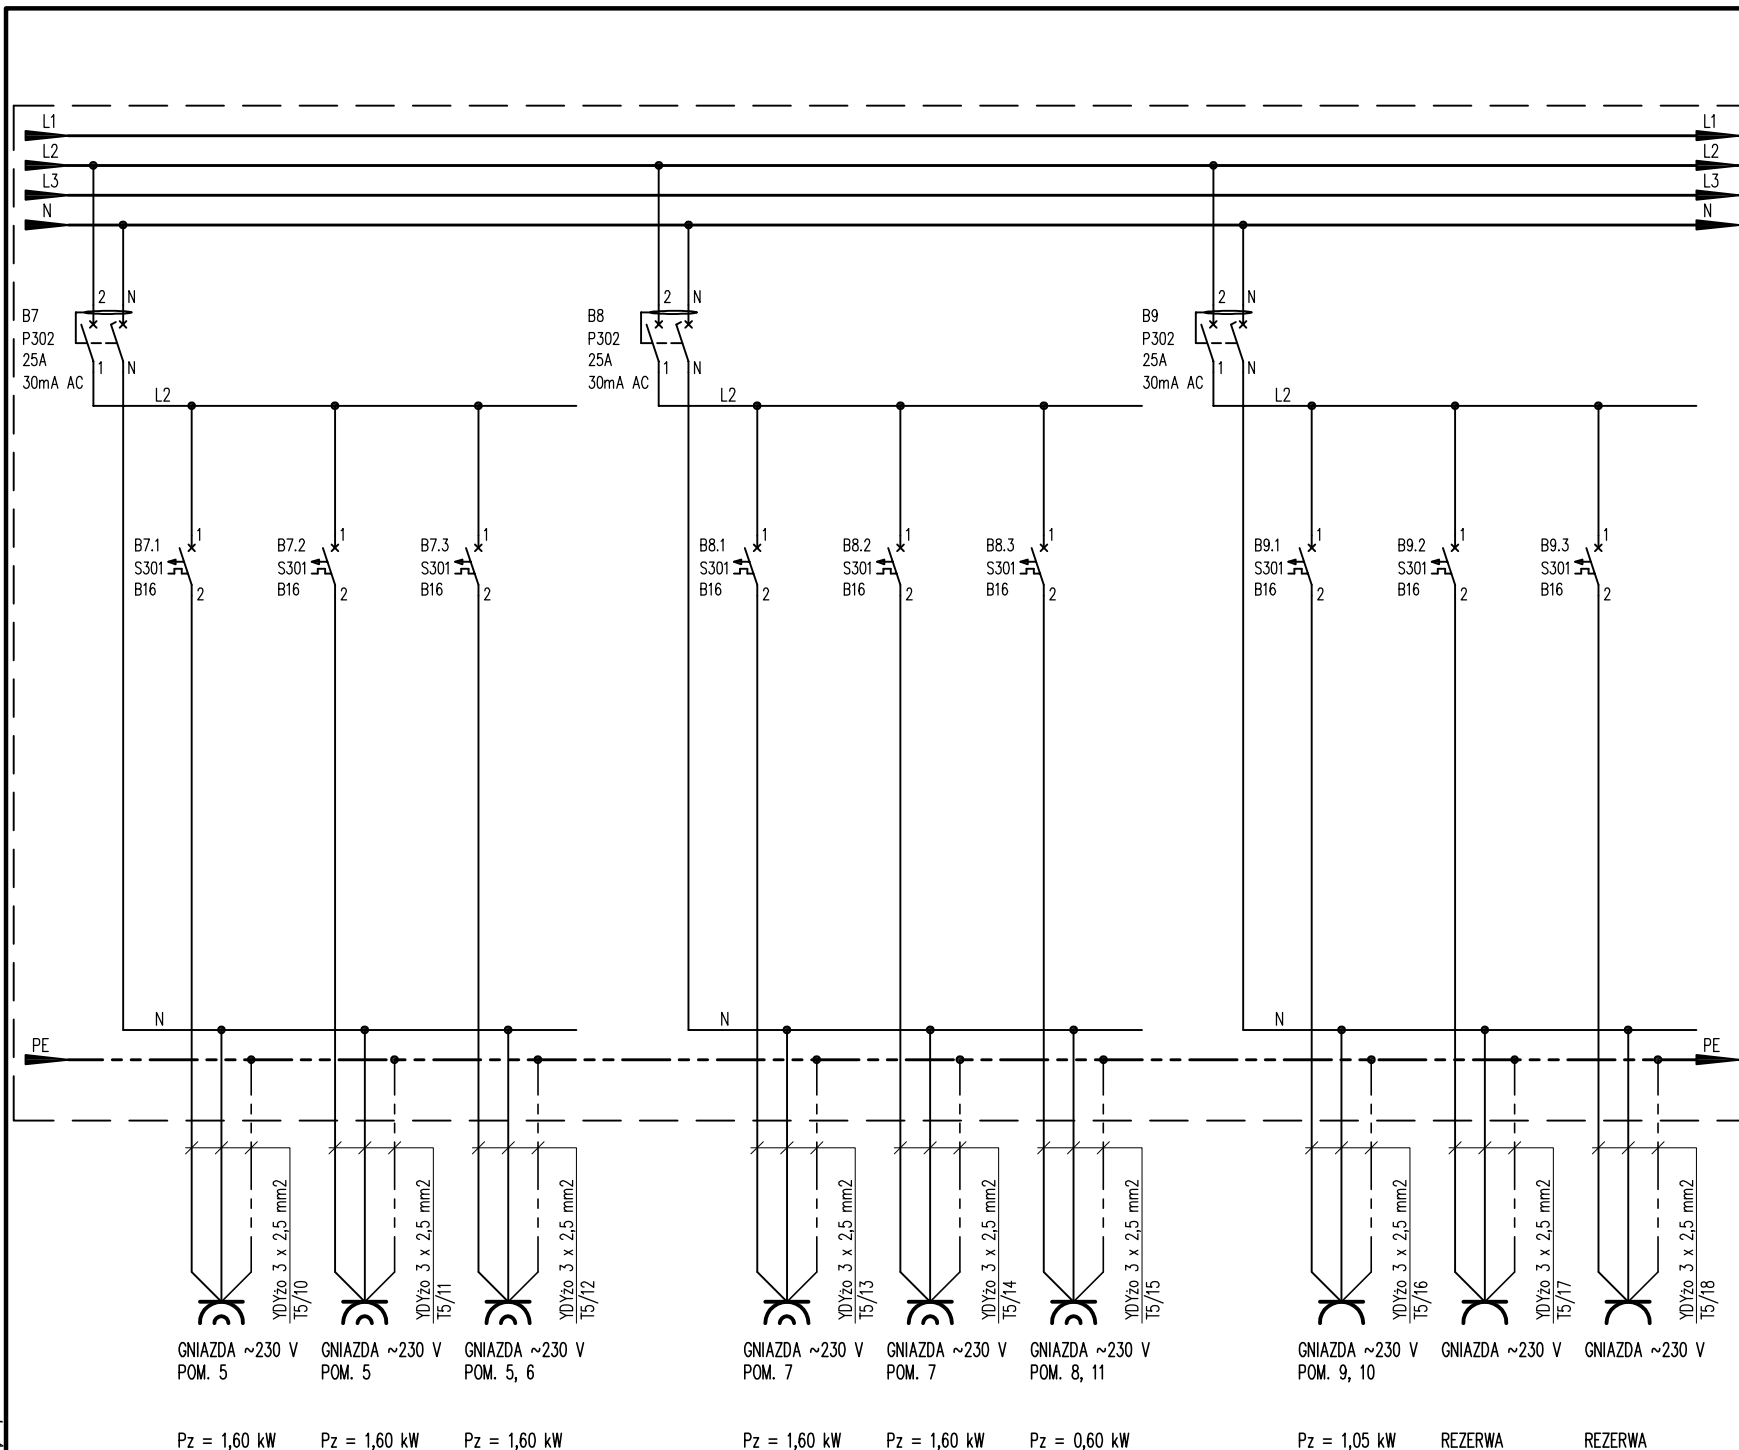 L1 L1
L2 L2
L3 L3
N N
2 N 2 N 2 N
B7 B8 B9
P302 P302 P302
25A 1 N 25A 1 N 25A 1 N
30mA AC 30mA AC 30mA AC
L2 L2 L2
1 1 1 1 1 1 1 1 1
B7.1 B7.2 B7.3 B8.1 B8.2 B8.3 B9.1 B9.2 B9.3
S301 S301 S301 S301 S301 S301 S301 S301 S301
B16 B16 B16 B16 B16 B16 B16 B16 B16
2 2 2 2 2 2 2 2 2
N N N
PE PE
YDYżo 3 x 2,5 mm2
T5/10
YDYżo 3 x 2,5 mm2
T5/11
YDYżo 3 x 2,5 mm2
T5/12
YDYżo 3 x 2,5 mm2
T5/13
YDYżo 3 x 2,5 mm2
T5/14
YDYżo 3 x 2,5 mm2
T5/15
YDYżo 3 x 2,5 mm2
T5/16
YDYżo 3 x 2,5 mm2
T5/17
YDYżo 3 x 2,5 mm2
T5/18
GNIAZDA ~230 V GNIAZDA ~230 V GNIAZDA ~230 V GNIAZDA ~230 V GNIAZDA ~230 V GNIAZDA ~230 V GNIAZDA ~230 V GNIAZDA ~230 V GNIAZDA ~230 V
POM. 5 POM. 5 POM. 5, 6 POM. 7 POM. 7 POM. 8, 11 POM. 9, 10
Pz = 1,60 kW Pz = 1,60 kW Pz = 1,60 kW Pz = 1,60 kW Pz = 1,60 kW Pz = 0,60 kW Pz = 1,05 kW REZERWA REZERWA